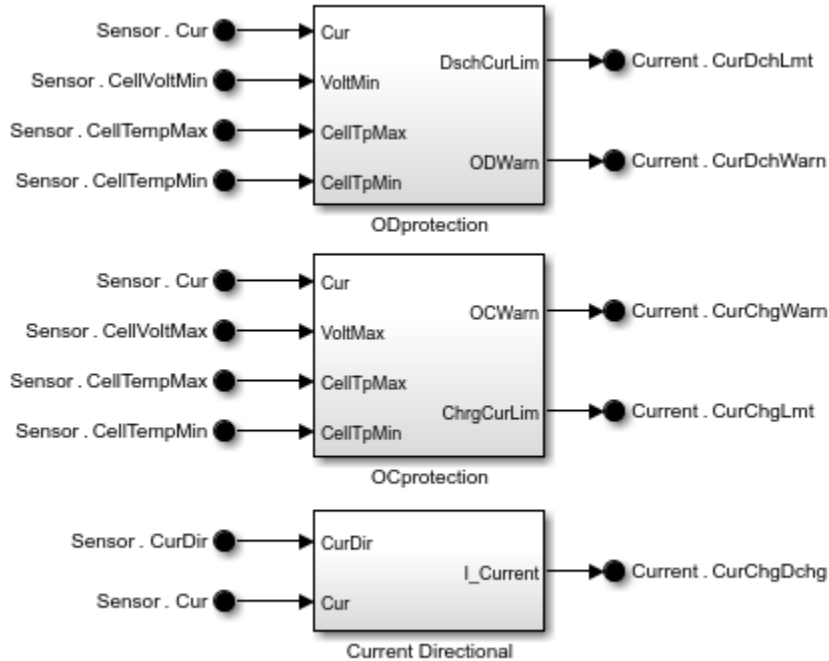 Sensor . Cur
Cur
DschCurLim
Current . CurDchLmt
Sensor . CellVoltMin
VoltMin
Sensor . CellTempMax
CellTpMax
ODWarn
Current . CurDchWarn
Sensor . CellTempMin
CellTpMin
ODprotection
Sensor . Cur
Cur
OCWarn
Current . CurChgWarn
Sensor . CellVoltMax
VoltMax
Sensor . CellTempMax
CellTpMax
ChrgCurLim
Current . CurChgLmt
Sensor . CellTempMin
CellTpMin
OCprotection
Sensor . CurDir
CurDir
I_Current
Current . CurChgDchg
Sensor . Cur
Cur
Current Directional